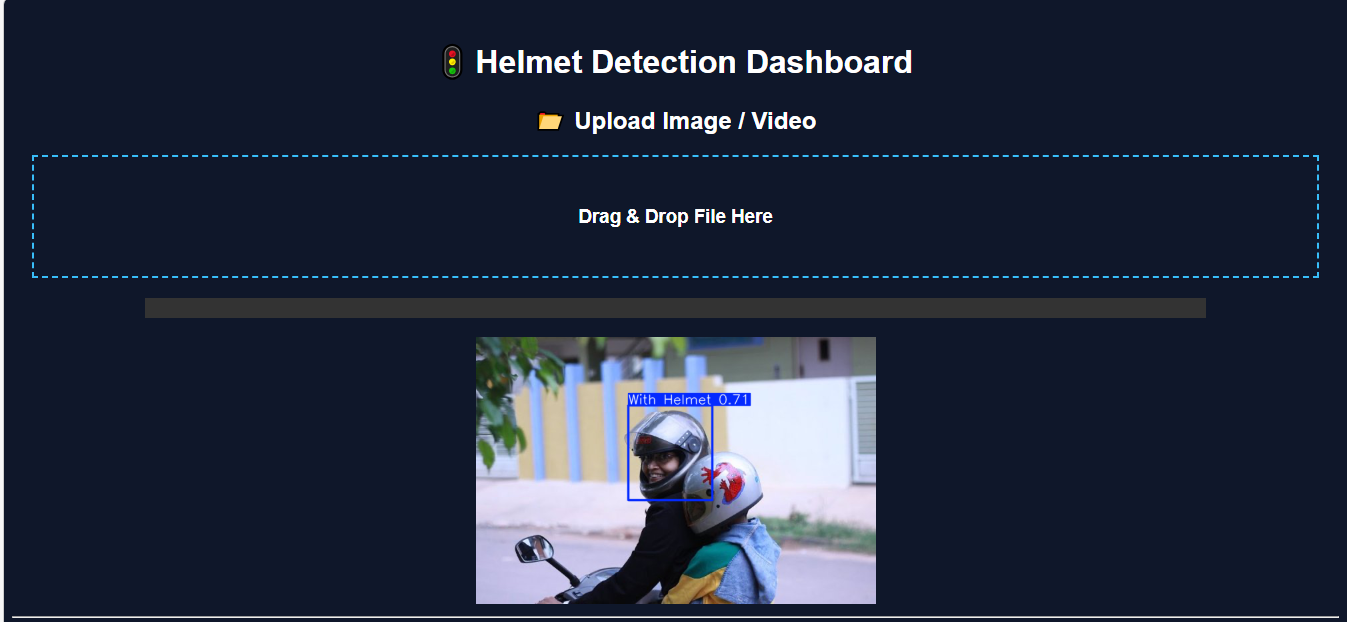 Helmet Detection Dashboard
Upload Image / Video
Drag & Drop File Here
With Helmet 0.71